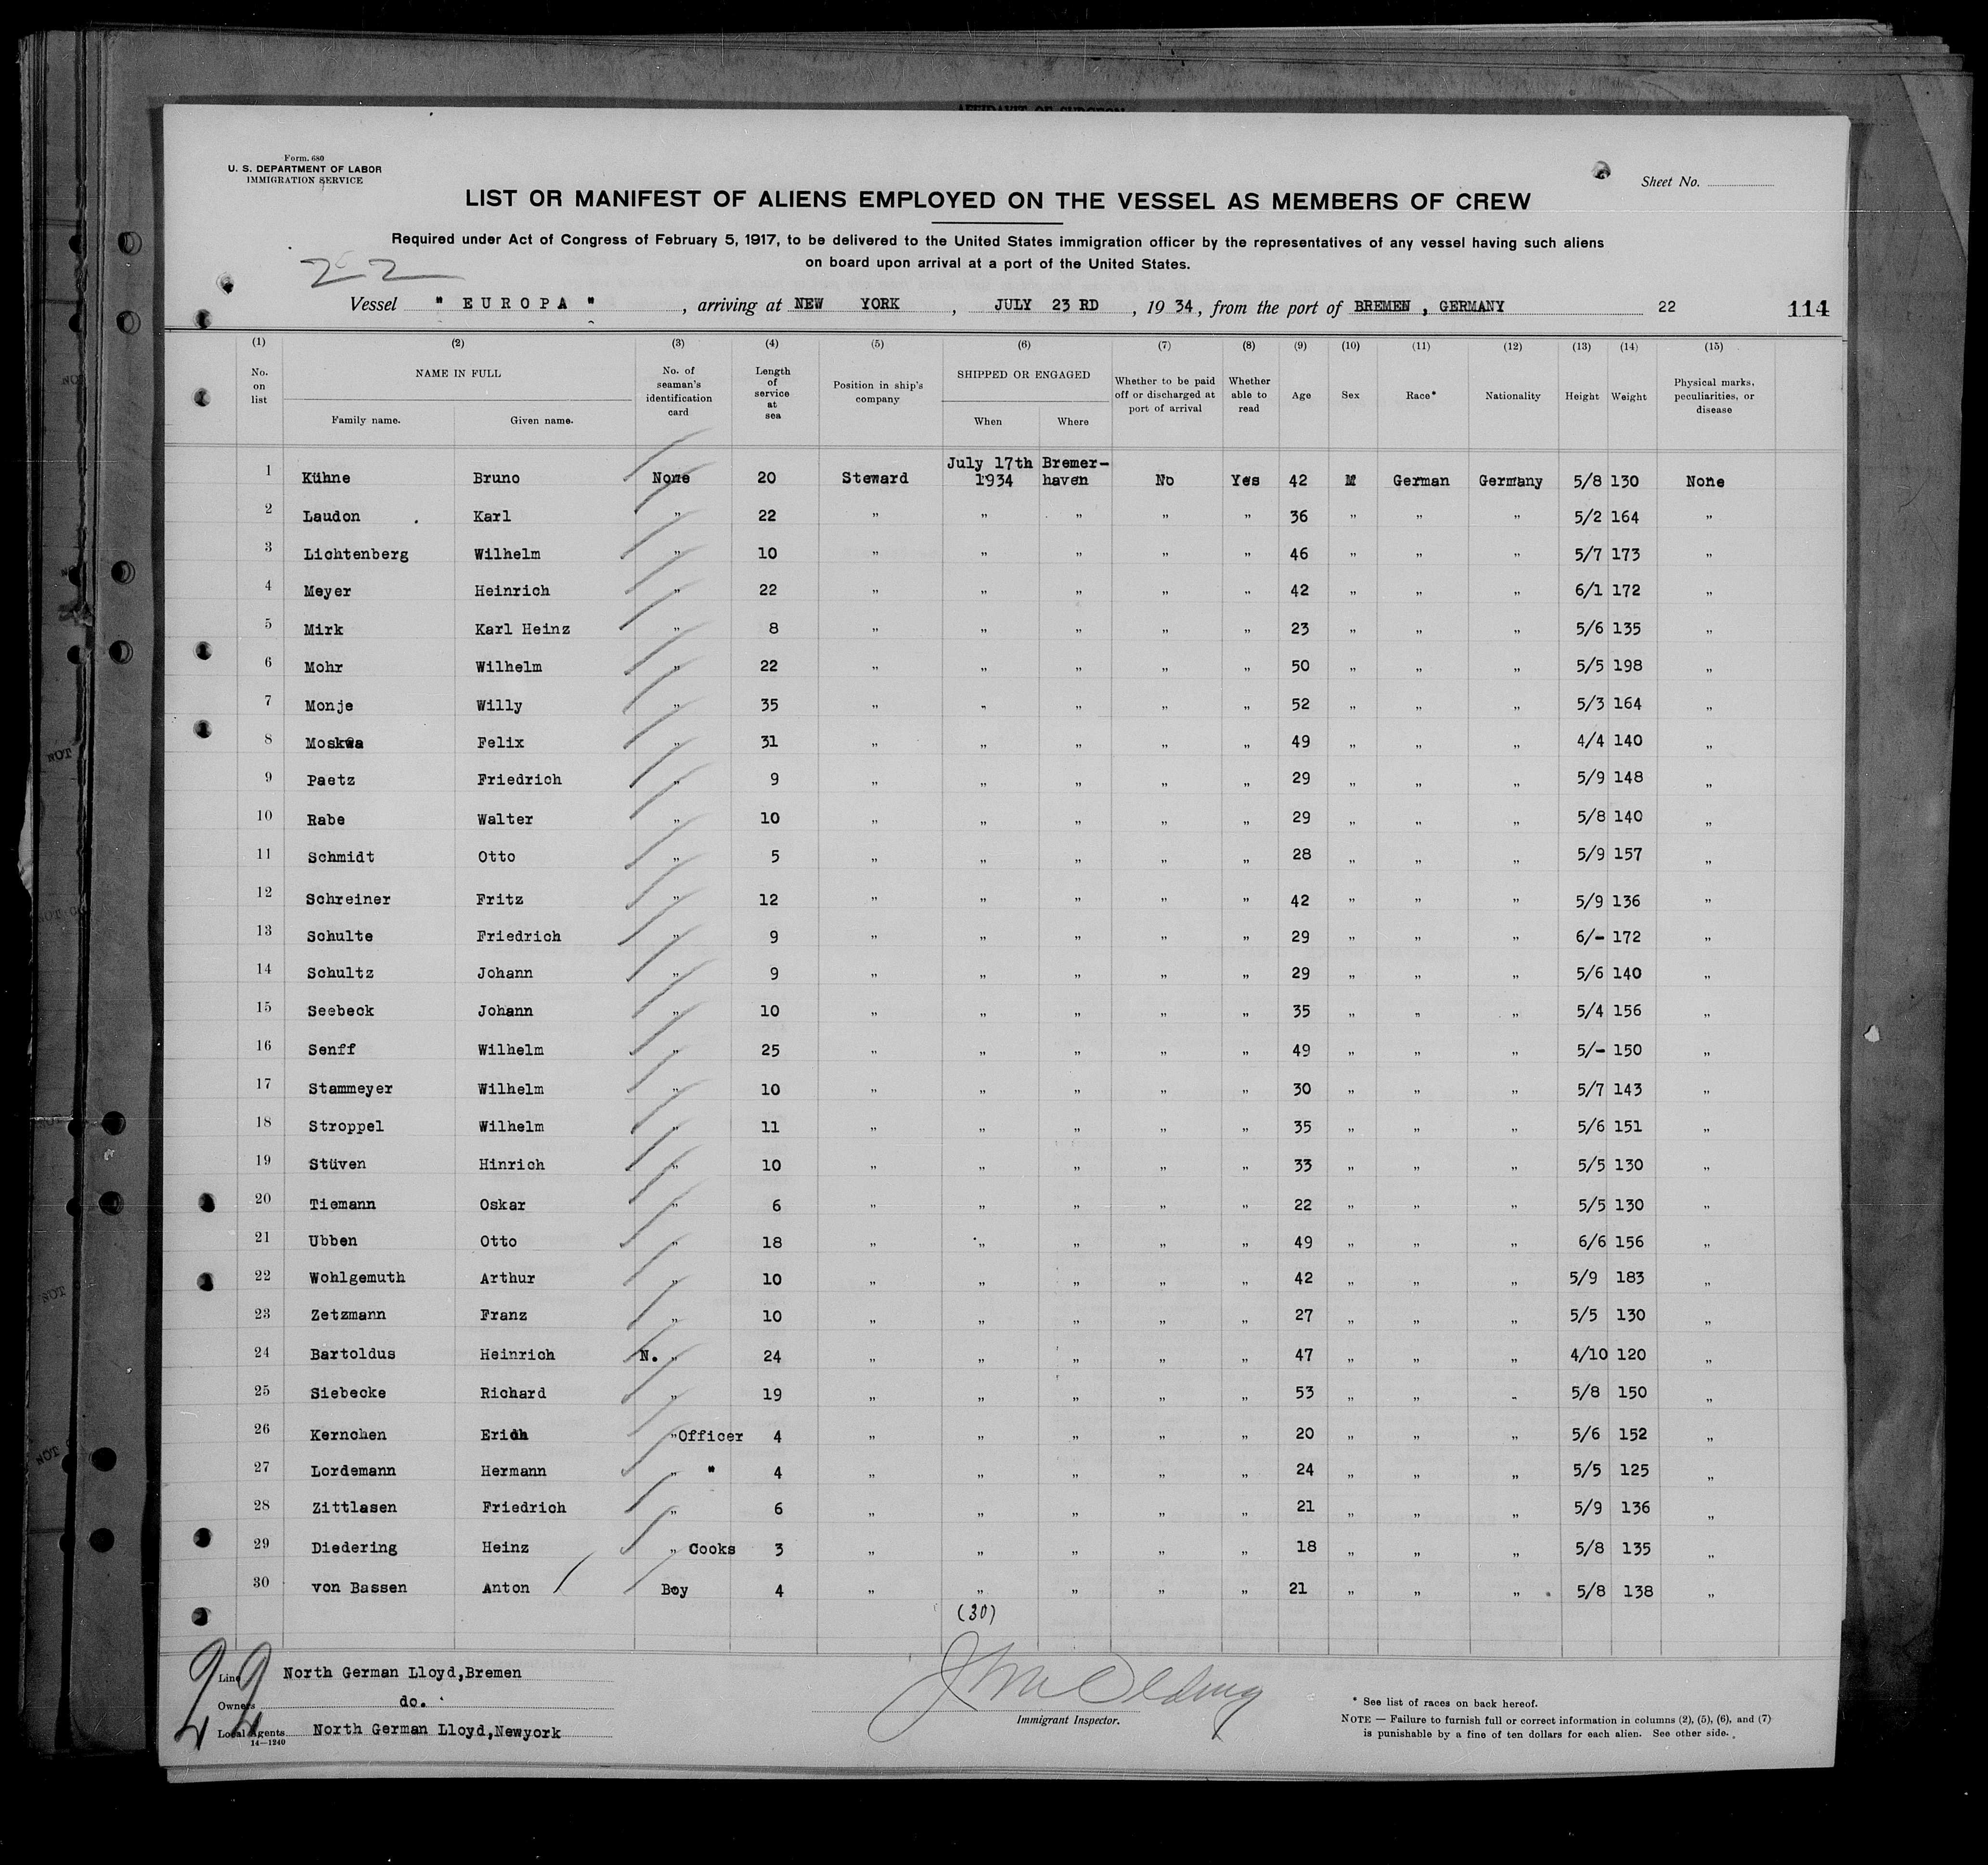 Form. 680
U. S. DEPARTMENT OF LABOR
IMMIGRATION SERVICE
Sheet No.
LIST OR MANIFEST OF ALIENS EMPLOYED ON THE VESSEL AS MEMBERS OF CREW
Required under Act of Congress of February 5, 1917, to be delivered to the United States immigration officer by the representatives of any vessel having such aliens
on board upon arrival at a port of the United States.
22
Vessel " EUROPA ", arriving at NEW YORK, JULY 23 RD, 1934, from the port of BREMEN, GERMANY 22 114
(1) (2) (3) (4) (5) (6) (7) (8) (9) (10) (11) (12) (13) (14) (15)
No. on list NAME IN FULL Family name. Given name. No. of seaman's identification card Length of service at sea Position in ship's company SHIPPED OR ENGAGED When Where Whether to be paid off or discharged at port of arrival Whether able to read Age Sex Race* Nationality Height Weight Physical marks, peculiarities, or disease
1 Kühne Bruno None 20 Steward July 17th 1934 Bremer-haven No Yes 42 M German Germany 5/8 130 None
2 Laudon Karl " 22 " " " " " 36 " " " 5/2 164 "
3 Lichtenberg Wilhelm " 10 " " " " " 46 " " " 5/7 173 "
4 Meyer Heinrich " 22 " " " " " 42 " " " 6/1 172 "
5 Mirk Karl Heinz " 8 " " " " " 23 " " " 5/6 135 "
6 Mohr Wilhelm " 22 " " " " " 50 " " " 5/5 198 "
7 Monje Willy " 35 " " " " " 52 " " " 5/3 164 "
8 Moskwa Felix " 31 " " " " " 49 " " " 4/4 140 "
9 Paetz Friedrich " 9 " " " " " 29 " " " 5/9 148 "
10 Rabe Walter " 10 " " " " " 29 " " " 5/8 140 "
11 Schmidt Otto " 5 " " " " " 28 " " " 5/9 157 "
12 Schreiner Fritz " 12 " " " " " 42 " " " 5/9 136 "
13 Schulte Friedrich " 9 " " " " " 29 " " " 6/- 172 "
14 Schultz Johann " 9 " " " " " 29 " " " 5/6 140 "
15 Seebeck Johann " 10 " " " " " 35 " " " 5/4 156 "
16 Senff Wilhelm " 25 " " " " " 49 " " " 5/- 150 "
17 Stammeyer Wilhelm " 10 " " " " " 30 " " " 5/7 143 "
18 Stroppel Wilhelm " 11 " " " " " 35 " " " 5/6 151 "
19 Stüven Hinrich " 10 " " " " " 33 " " " 5/5 130 "
20 Tiemann Oskar " 6 " " " " " 22 " " " 5/5 130 "
21 Ubben Otto " 18 " " " " " 49 " " " 6/6 156 "
22 Wohlgemuth Arthur " 10 " " " " " 42 " " " 5/9 183 "
23 Zetzmann Franz " 10 " " " " " 27 " " " 5/5 130 "
24 Bartoldus Heinrich N. " 24 " " " " " 47 " " " 4/10 120 "
25 Siebecke Richard " 19 " " " " " 53 " " " 5/8 150 "
26 Kernchen Erich " Officer 4 " " " " " 20 " " " 5/6 152 "
27 Lordemann Hermann " " 4 " " " " " 24 " " " 5/5 125 "
28 Zittlasen Friedrich " 6 " " " " " 21 " " " 5/9 136 "
29 Diedering Heinz " Cooks 3 " " " " " 18 " " " 5/8 135 "
30 von Bassen Anton Boy 4 " " " " " 21 " " " 5/8 138 "
(30)
Line North German Lloyd,Bremen
Owners do.
Local Agents North German Lloyd,Newyork
14—1240
Immigrant Inspector.
* See list of races on back hereof.
NOTE — Failure to furnish full or correct information in columns (2), (5), (6), and (7)
is punishable by a fine of ten dollars for each alien. See other side.